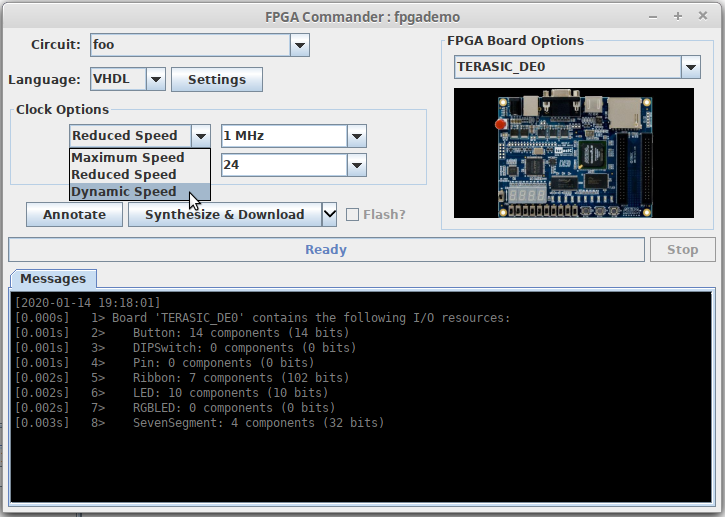 FPGA Commander : fpgademo
Circuit: foo
Language: VHDL Settings
FPGA Board Options
TERASIC_DE0
Clock Options
Reduced Speed 1 MHz
Maximum Speed
Reduced Speed
Dynamic Speed
24
Annotate Synthesize & Download Flash?
Ready Stop
Messages
[2020-01-14 19:18:01]
[0.000s] 1> Board 'TERASIC_DE0' contains the following I/O resources:
[0.001s] 2> Button: 14 components (14 bits)
[0.001s] 3> DIPSwitch: 0 components (0 bits)
[0.001s] 4> Pin: 0 components (0 bits)
[0.002s] 5> Ribbon: 7 components (102 bits)
[0.002s] 6> LED: 10 components (10 bits)
[0.002s] 7> RGBLED: 0 components (0 bits)
[0.003s] 8> SevenSegment: 4 components (32 bits)